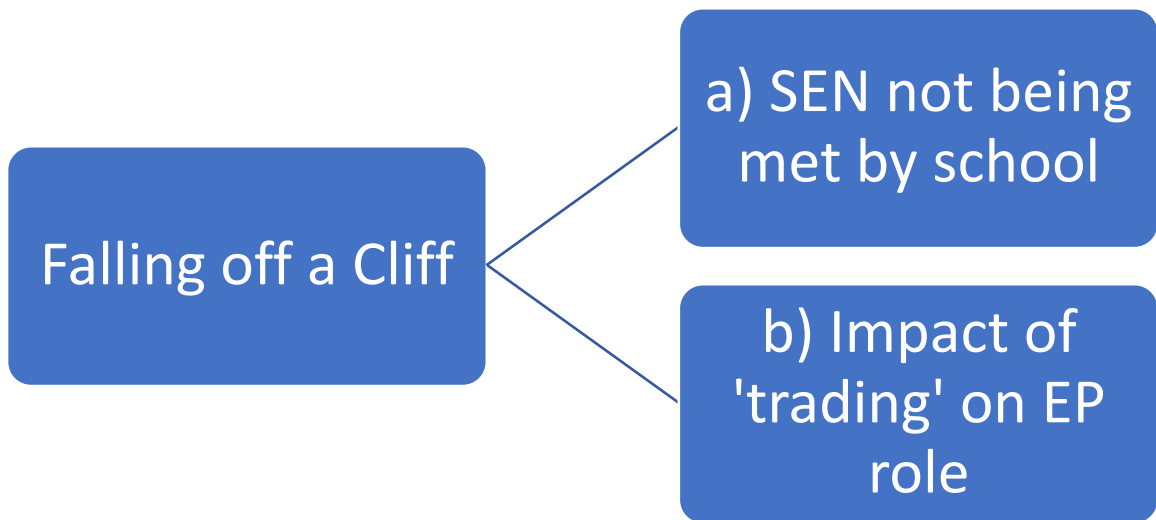 Falling off a Cliff
a) SEN not being
met by school
b) Impact of
'trading' on EP
role